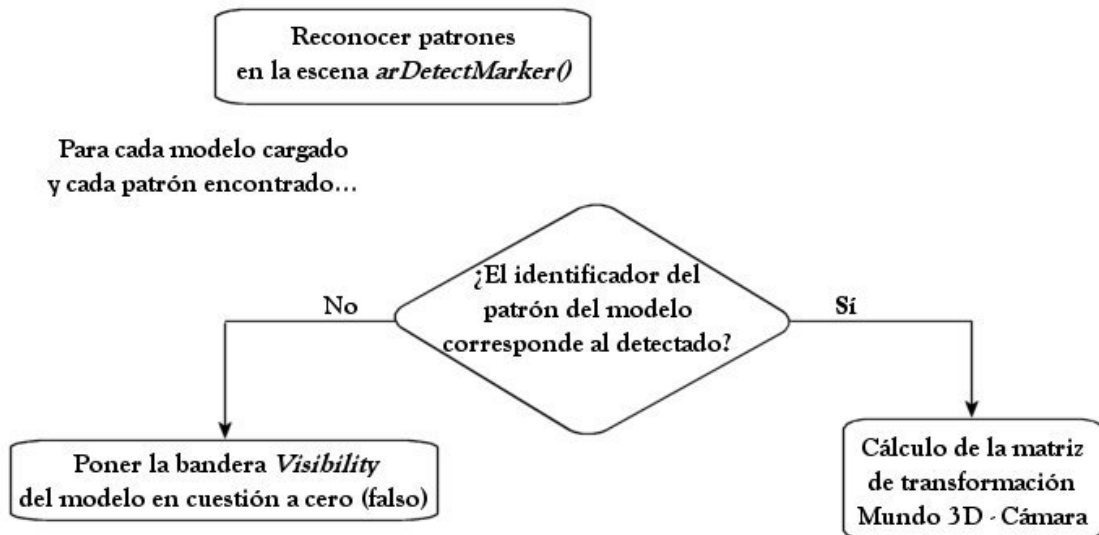 Reconocer patrones
en la escena arDetectMarker()
Para cada modelo cargado
y cada patrón encontrado...
¿El identificador del
patrón del modelo
corresponde al detectado?
No
Sí
Poner la bandera Visibility
del modelo en cuestión a cero (falso)
Cálculo de la matriz
de transformación
Mundo 3D - Cámara